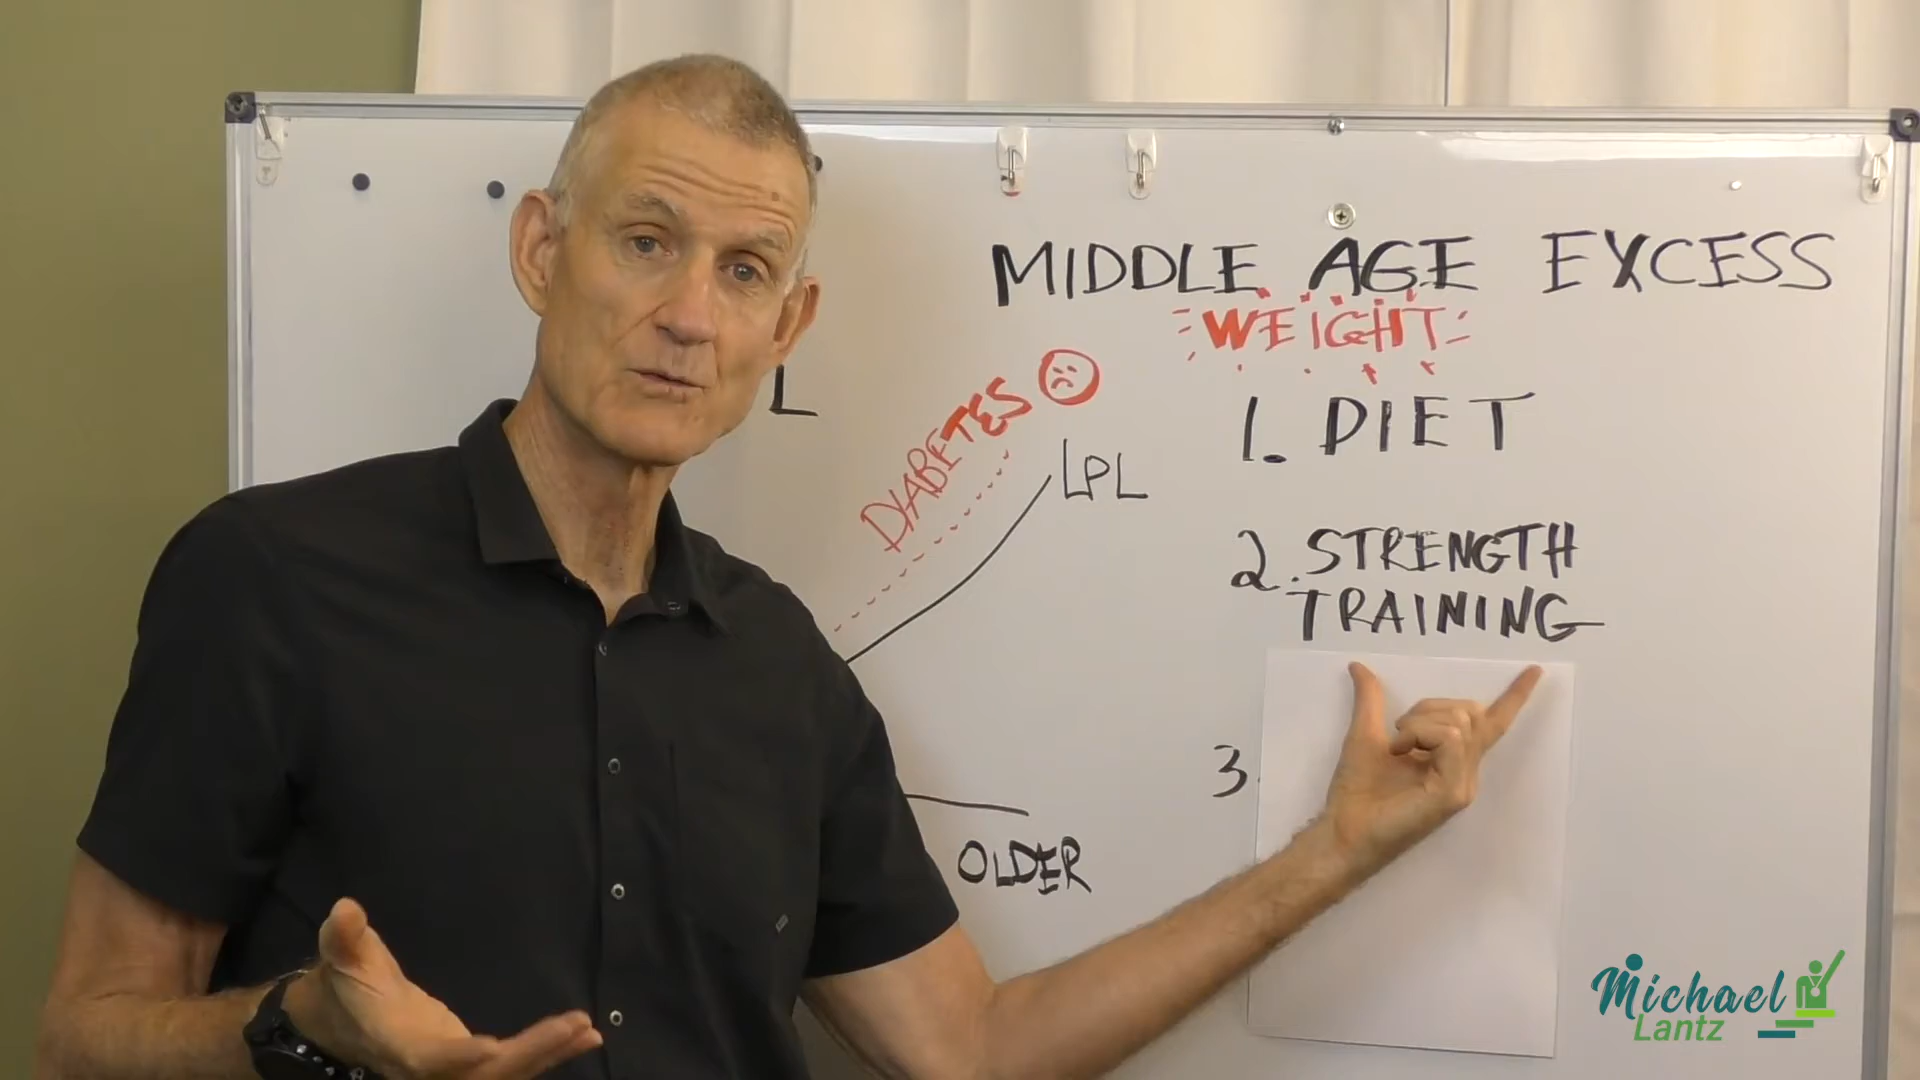 MIDDLE AGE EXCESS
WEIGHT
L
DIABETES
LPL
1. DIET
2. STRENGTH
TRAINING
3.
OLDER
Michael
Lantz